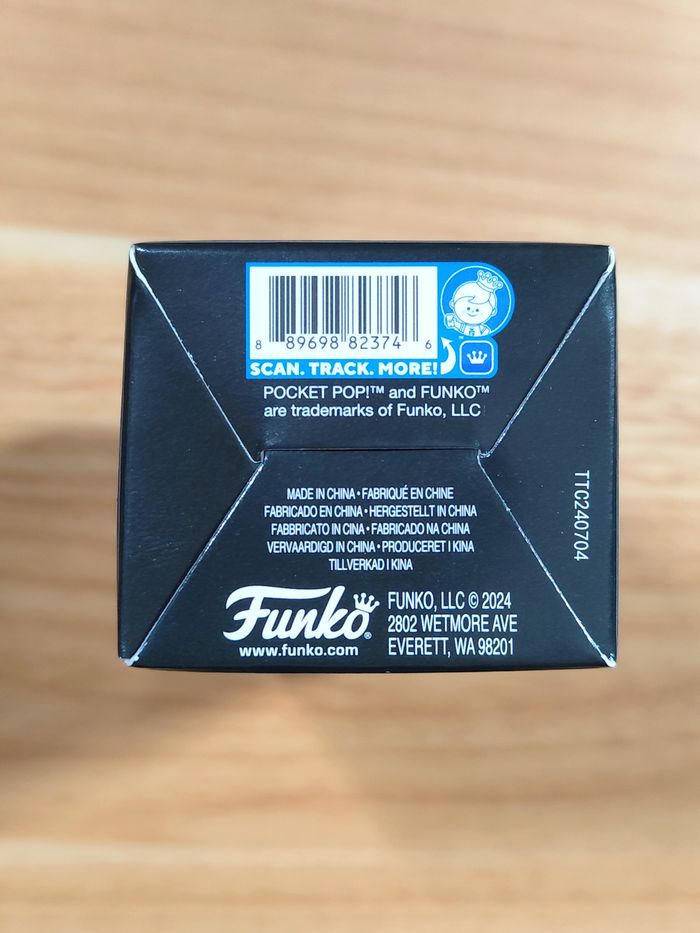 8 89698 82374 6
SCAN. TRACK. MORE!
POCKET POP!™ and FUNKO™
are trademarks of Funko, LLC
TTC240704
MADE IN CHINA • FABRIQUÉ EN CHINE
FABRICADO EN CHINA • HERGESTELLT IN CHINA
FABBRICATO IN CINA • FABRICADO NA CHINA
VERVAARDIGD IN CHINA • PRODUCERET I KINA
TILLVERKAD I KINA
Funko®
www.funko.com
FUNKO, LLC © 2024
2802 WETMORE AVE
EVERETT, WA 98201